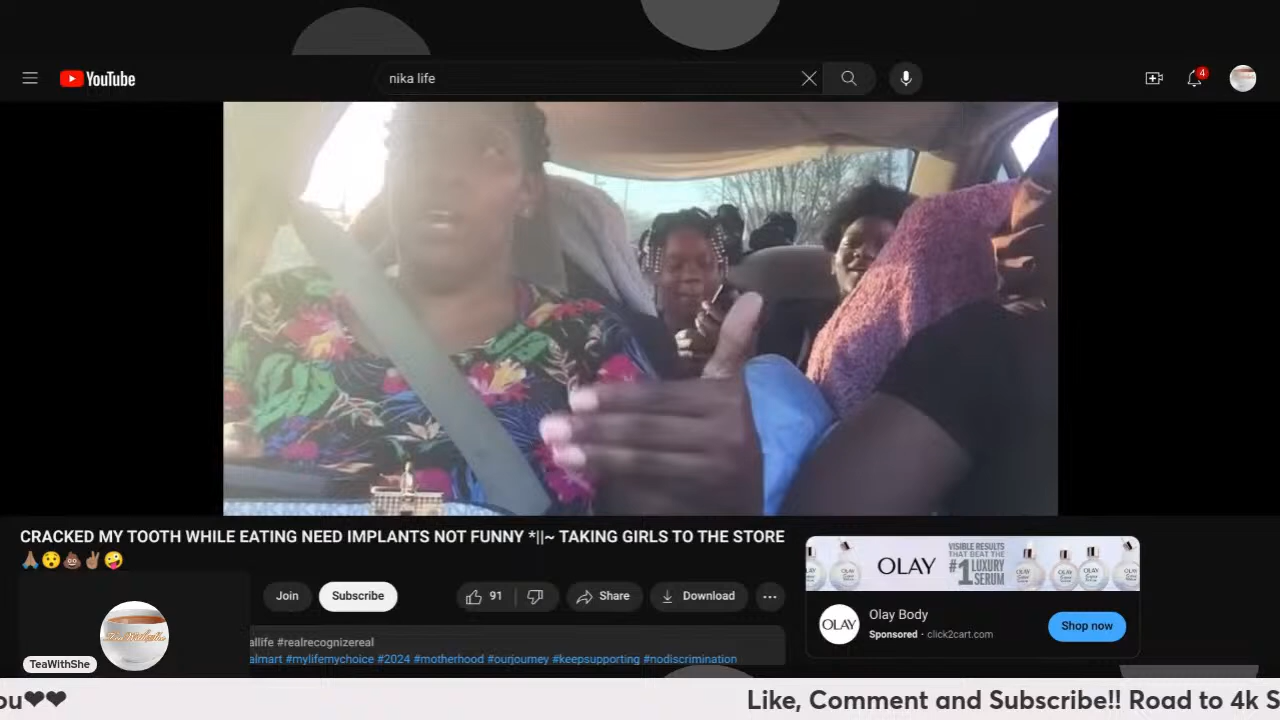 YouTube
nika life
4
CRACKED MY TOOTH WHILE EATING NEED IMPLANTS NOT FUNNY *||~ TAKING GIRLS TO THE STORE
🙏🏽😯💩✌🏽🤪
Join
Subscribe
91
Share
Download
...
allife #realrecognizereal
almart #mylifemychoice #2024 #motherhood #ourjourney #keepsupporting #nodiscrimination
OLAY
VISIBLE RESULTS
THAT BEAT THE
#1 LUXURY
SERUM
OLAY
Olay Body
Sponsored · click2cart.com
Shop now
TeaWithShe
TeaWithShe
ou❤❤
Like, Comment and Subscribe!! Road to 4k S